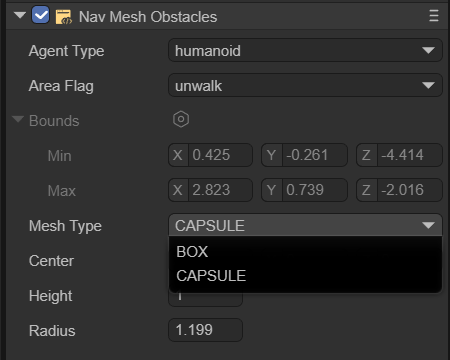 Nav Mesh Obstacles
Agent Type humanoid
Area Flag unwalk
Bounds
Min X 0.425 Y -0.261 Z -4.414
Max X 2.823 Y 0.739 Z -2.016
Mesh Type CAPSULE
BOX
Center
CAPSULE
Height
Radius 1.199